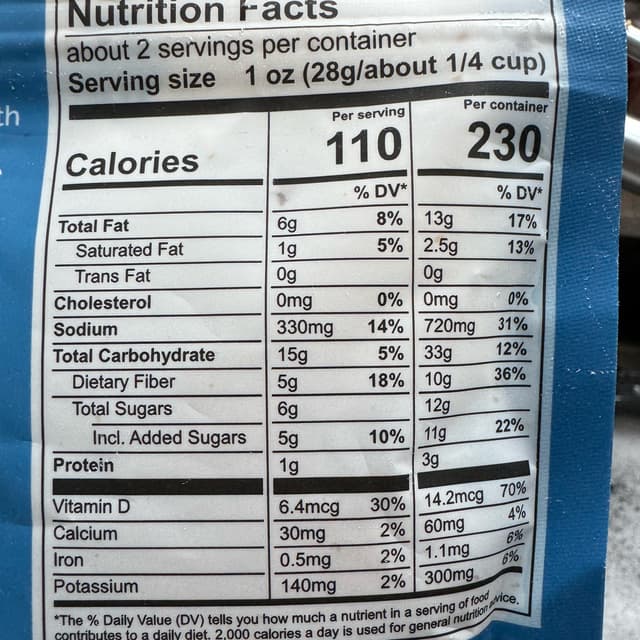 Nutrition Facts
about 2 servings per container
Serving size 1 oz (28g/about 1/4 cup)
th
Per serving Per container
Calories 110 230
% DV* % DV*
Total Fat 6g 8% 13g 17%
Saturated Fat 1g 5% 2.5g 13%
Trans Fat 0g 0g
Cholesterol 0mg 0% 0mg 0%
Sodium 330mg 14% 720mg 31%
Total Carbohydrate 15g 5% 33g 12%
Dietary Fiber 5g 18% 10g 36%
Total Sugars 6g 12g
Incl. Added Sugars 5g 10% 11g 22%
Protein 1g 3g
Vitamin D 6.4mcg 30% 14.2mcg 70%
Calcium 30mg 2% 60mg 4%
Iron 0.5mg 2% 1.1mg 6%
Potassium 140mg 2% 300mg 6%
*The % Daily Value (DV) tells you how much a nutrient in a serving of food
contributes to a daily diet. 2,000 calories a day is used for general nutrition advice.